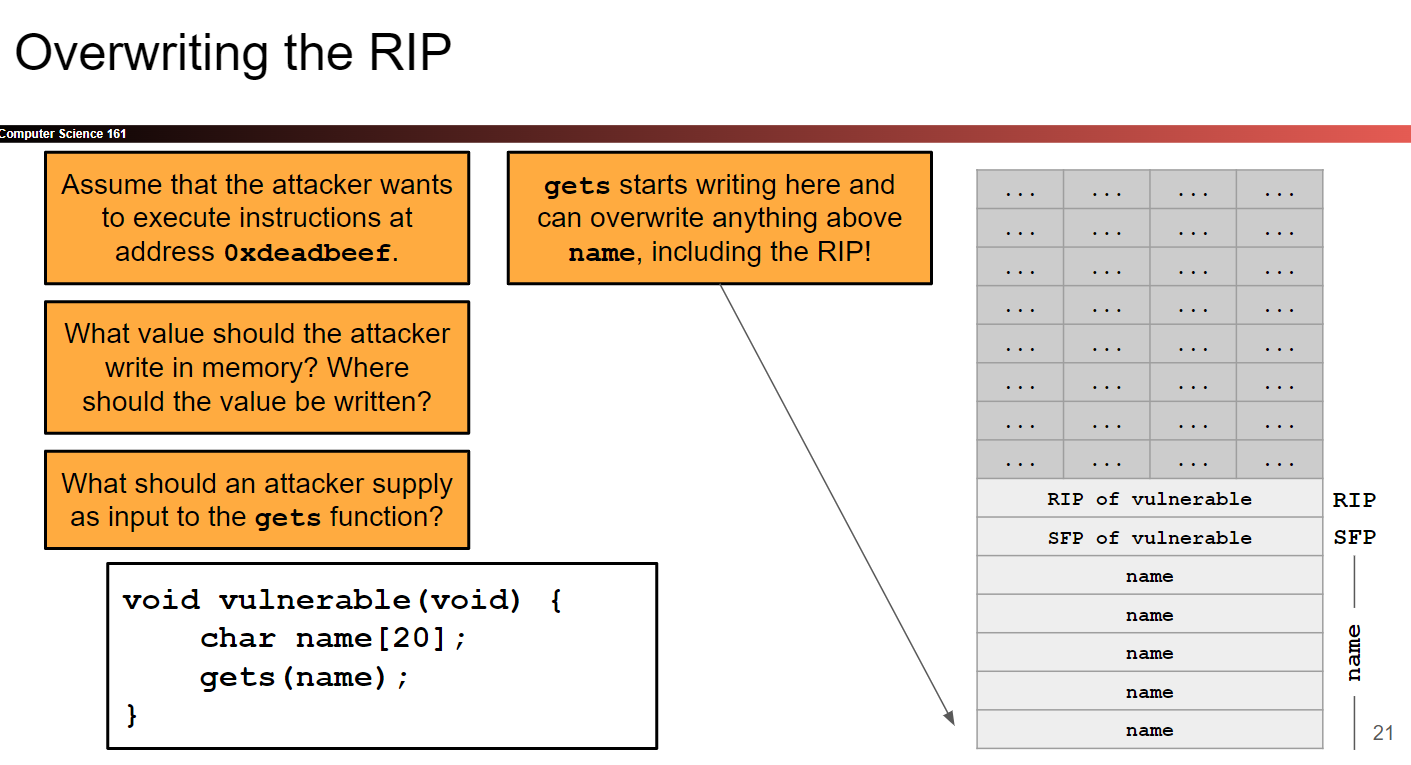 Overwriting the RIP
Computer Science 161
Assume that the attacker wants
to execute instructions at
address 0xdeadbeef.
What value should the attacker
write in memory? Where
should the value be written?
What should an attacker supply
as input to the gets function?
void vulnerable(void) {
    char name[20];
    gets(name);
}
gets starts writing here and
can overwrite anything above
name, including the RIP!
... ... ... ...
... ... ... ...
... ... ... ...
... ... ... ...
... ... ... ...
... ... ... ...
... ... ... ...
... ... ... ...
RIP of vulnerable RIP
SFP of vulnerable SFP
name
name
name
name
name
name
21